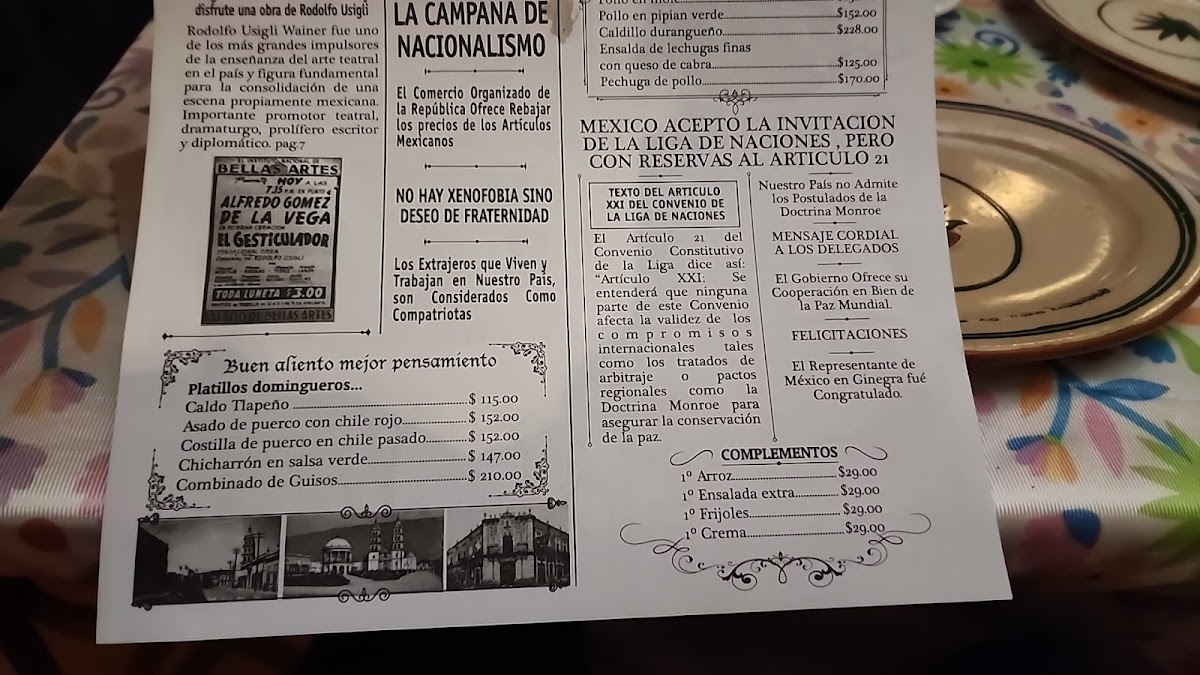 disfrute una obra de Rodolfo Usigli
Rodolfo Usigli Wainer fue uno
de los más grandes impulsores
de la enseñanza del arte teatral
en el país y figura fundamental
para la consolidación de una
escena propiamente mexicana.
Importante promotor teatral,
dramaturgo, prolífero escritor
y diplomático. pag.7
BELLAS ARTES
HOY A LAS
ALFREDO GOMEZ
DE LA VEGA
EL GESTICULADOR
TODA LUNETA $3.00
PALACIO DE BELLAS ARTES
LA CAMPANA DE
NACIONALISMO
El Comercio Organizado de
la República Ofrece Rebajar
los precios de los Artículos
Mexicanos
NO HAY XENOFOBIA SINO
DESEO DE FRATERNIDAD
Los Extrajeros que Viven y
Trabajan en Nuestro País,
son Considerados Como
Compatriotas
Buen aliento mejor pensamiento
Platillos domingueros...
Caldo Tlapeño $ 115.00
Asado de puerco con chile rojo $ 152.00
Costilla de puerco en chile pasado $ 152.00
Chicharrón en salsa verde $ 147.00
Combinado de Guisos $ 210.00
Pollo en mole
Pollo en pipian verde $152.00
Caldillo durangueño $228.00
Ensalda de lechugas finas
con queso de cabra $125.00
Pechuga de pollo $170.00
MEXICO ACEPTO LA INVITACION
DE LA LIGA DE NACIONES , PERO
CON RESERVAS AL ARTICULO 21
TEXTO DEL ARTICULO
XXI DEL CONVENIO DE
LA LIGA DE NACIONES
El Artículo 21 del
Convenio Constitutivo
de la Liga dice así:
"Artículo XXI: Se
entenderá que ninguna
parte de este Convenio
afecta la validez de los
compromisos
internacionales tales
como los tratados de
arbitraje o pactos
regionales como la
Doctrina Monroe para
asegurar la conservación
de la paz.
Nuestro País no Admite
los Postulados de la
Doctrina Monroe
MENSAJE CORDIAL
A LOS DELEGADOS
El Gobierno Ofrece su
Cooperación en Bien de
la Paz Mundial.
FELICITACIONES
El Representante de
México en Ginegra fué
Congratulado.
COMPLEMENTOS
1º Arroz $29.00
1º Ensalada extra $29.00
1º Frijoles $29.00
1º Crema $29.00